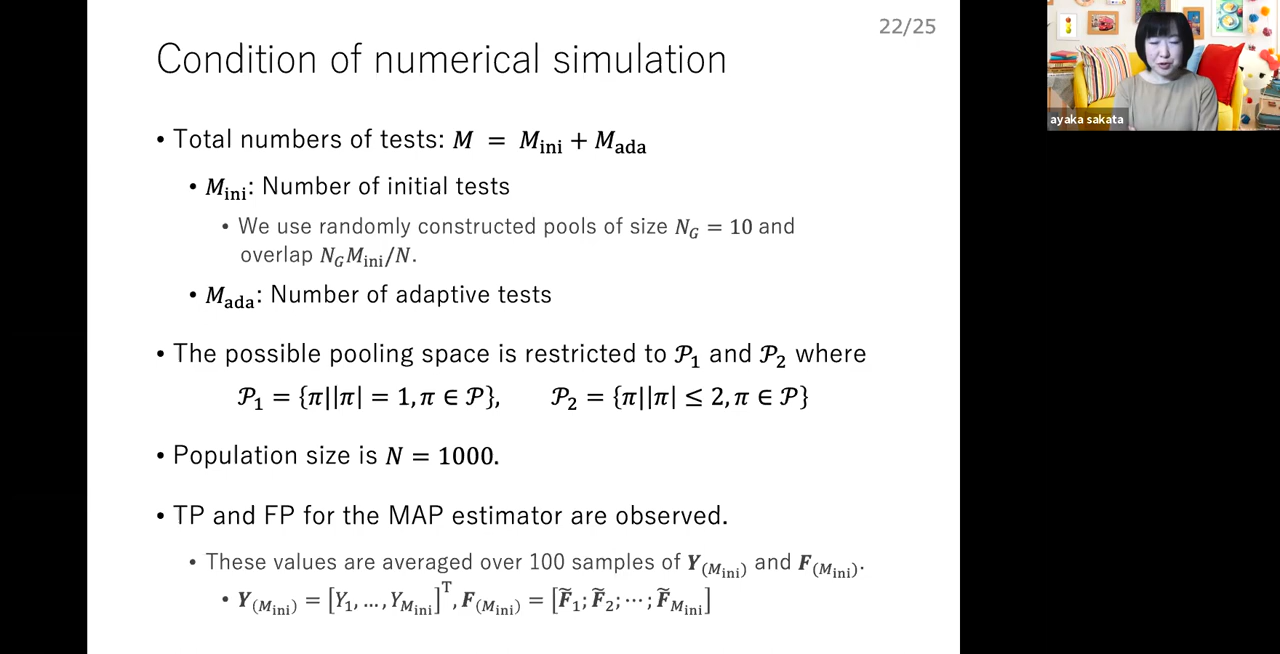 22/25
Condition of numerical simulation
• Total numbers of tests: M = M_ini + M_ada
• M_ini: Number of initial tests
• We use randomly constructed pools of size N_G = 10 and
overlap N_G M_ini/N.
• M_ada: Number of adaptive tests
• The possible pooling space is restricted to 𝒫_1 and 𝒫_2 where
𝒫_1 = {π||π| = 1, π ∈ 𝒫}, 𝒫_2 = {π||π| ≤ 2, π ∈ 𝒫}
• Population size is N = 1000.
• TP and FP for the MAP estimator are observed.
• These values are averaged over 100 samples of Y_(M_ini) and F_(M_ini).
• Y_(M_ini) = [Y_1, …, Y_M_ini]^T, F_(M_ini) = [F̃_1; F̃_2; ⋯; F̃_M_ini]
ayaka sakata